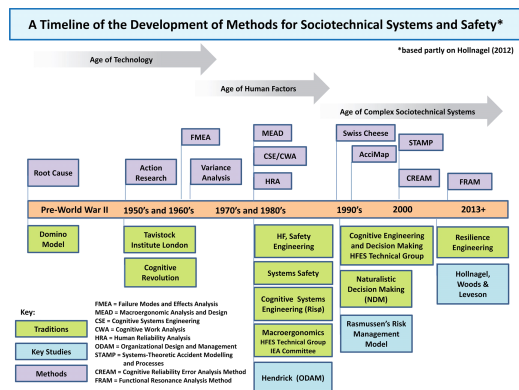 A Timeline of the Development of Methods for Sociotechnical Systems and Safety*
*based partly on Hollnagel (2012)
Age of Technology
Age of Human Factors
Age of Complex Sociotechnical Systems
FMEA
MEAD
Swiss Cheese
STAMP
CSE/CWA
AcciMap
Root Cause
Action
Research
Variance
Analysis
HRA
CREAM
FRAM
Pre-World War II
1950's and 1960's
1970's and 1980's
1990's
2000
2013+
Domino
Model
Tavistock
Institute London
Cognitive
Revolution
HF, Safety
Engineering
Systems Safety
Cognitive Systems
Engineering (Risø)
Macroergonomics
HFES Technical Group
IEA Committee
Hendrick (ODAM)
Cognitive Engineering
and Decision Making
HFES Technical Group
Naturalistic
Decision Making
(NDM)
Rasmussen's Risk
Management
Model
Resilience
Engineering
Hollnagel,
Woods &
Leveson
Key:
Traditions
Key Studies
Methods
FMEA = Failure Modes and Effects Analysis
MEAD = Macroergonomic Analysis and Design
CSE = Cognitive Systems Engineering
CWA = Cognitive Work Analysis
HRA = Human Reliability Analysis
ODAM = Organizational Design and Management
STAMP = Systems-Theoretic Accident Modelling
and Processes
CREAM = Cognitive Reliability Error Analysis Method
FRAM = Functional Resonance Analysis Method